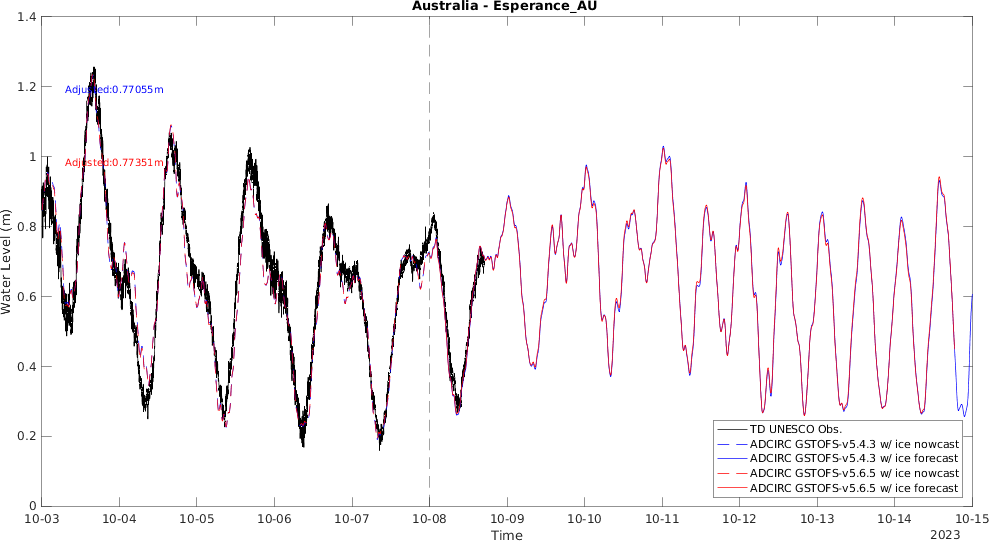 Australia - Esperance_AU
1.4
1.2
1
0.8
0.6
0.4
0.2
0
Water Level (m)
Adjusted:0.77055m
Adjusted:0.77351m
TD UNESCO Obs.
ADCIRC GSTOFS-v5.4.3 w/ ice nowcast
ADCIRC GSTOFS-v5.4.3 w/ ice forecast
ADCIRC GSTOFS-v5.6.5 w/ ice nowcast
ADCIRC GSTOFS-v5.6.5 w/ ice forecast
10-03 10-04 10-05 10-06 10-07 10-08 10-09 10-10 10-11 10-12 10-13 10-14 10-15
Time
2023